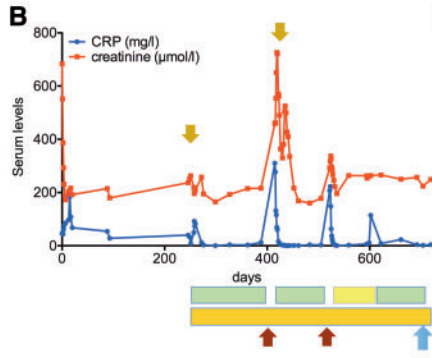 B
CRP (mg/l)
creatinine (µmol/l)
Serum levels
800
600
400
200
0
0 200 400 600
days